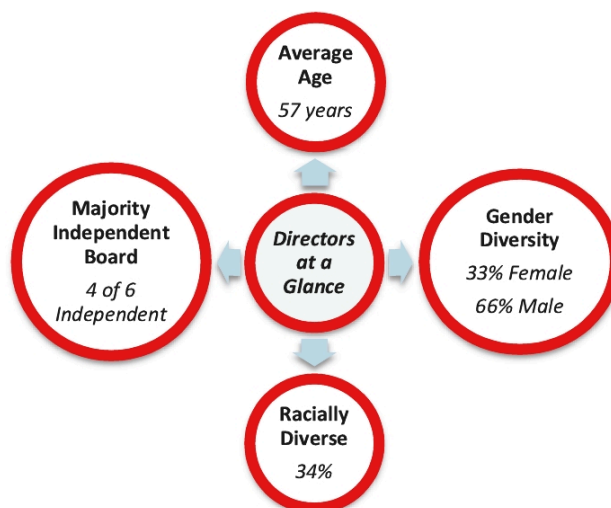 Average
Age
57 years
Majority
Independent
Board
4 of 6
Independent
Directors
at a
Glance
Gender
Diversity
33% Female
66% Male
Racially
Diverse
34%